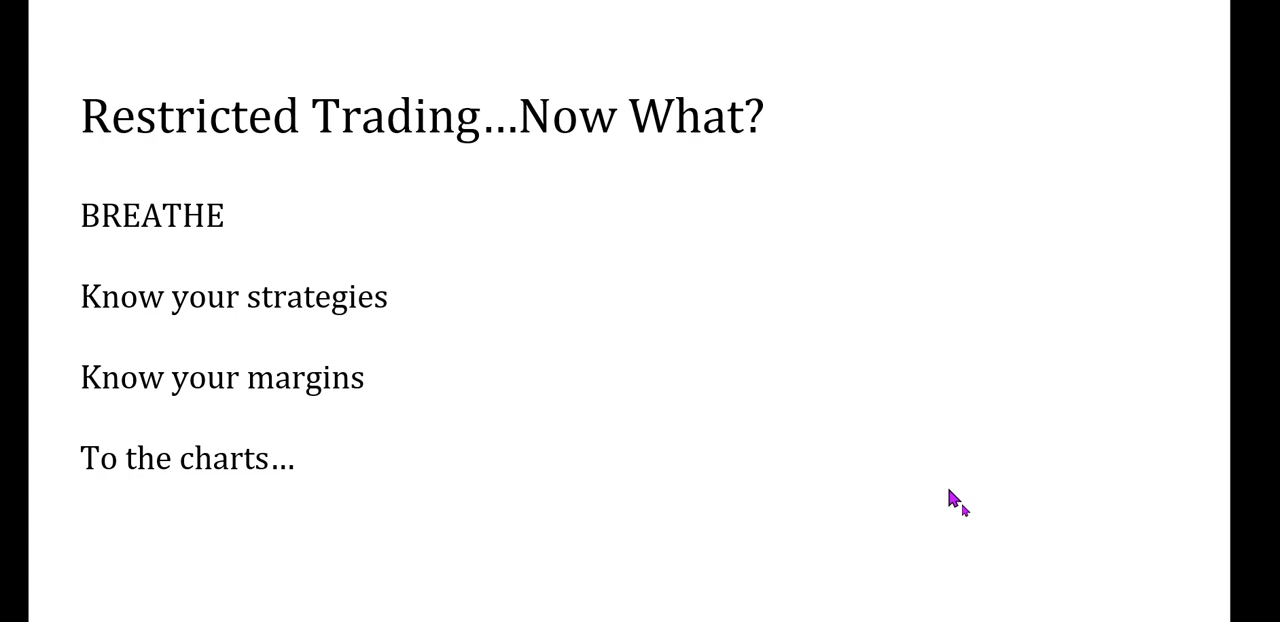 Restricted Trading...Now What?
BREATHE
Know your strategies
Know your margins
To the charts...